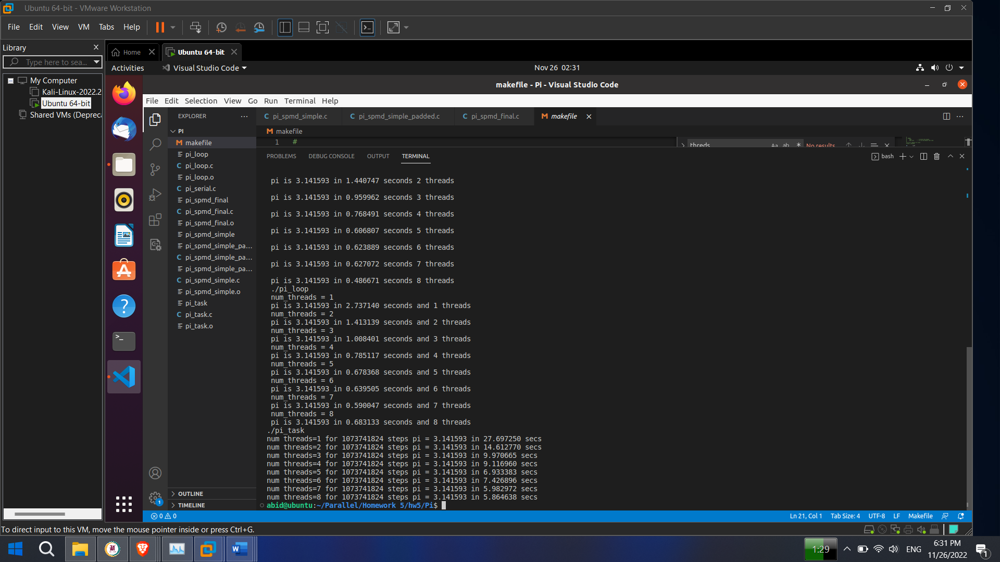 Ubuntu 64-bit - VMware Workstation
File Edit View VM Tabs Help
Library
Type here to sea...
My Computer
Kali-Linux-2022.2
Ubuntu 64-bit
Shared VMs (Depreca
Home
Ubuntu 64-bit
Activities
Visual Studio Code
Nov 26 02:31
makefile - Pi - Visual Studio Code
File Edit Selection View Go Run Terminal Help
EXPLORER
PI
makefile
pi_loop
pi_loop.c
pi_loop.o
pi_serial.c
pi_spmd_final
pi_spmd_final.c
pi_spmd_final.o
pi_spmd_simple
pi_spmd_simple_pa...
pi_spmd_simple_pa...
pi_spmd_simple_pa...
pi_spmd_simple.c
pi_spmd_simple.o
pi_task
pi_task.c
pi_task.o
OUTLINE
TIMELINE
pi_spmd_simple.c
pi_spmd_simple_padded.c
pi_spmd_final.c
makefile
makefile
1 #
threds
Aa ab *
No results
PROBLEMS DEBUG CONSOLE OUTPUT TERMINAL
bash
pi is 3.141593 in 1.440747 seconds 2 threads
pi is 3.141593 in 0.959962 seconds 3 threads
pi is 3.141593 in 0.768491 seconds 4 threads
pi is 3.141593 in 0.606807 seconds 5 threads
pi is 3.141593 in 0.623889 seconds 6 threads
pi is 3.141593 in 0.627072 seconds 7 threads
pi is 3.141593 in 0.486671 seconds 8 threads
./pi_loop
num_threads = 1
pi is 3.141593 in 2.737140 seconds and 1 threads
num_threads = 2
pi is 3.141593 in 1.413139 seconds and 2 threads
num_threads = 3
pi is 3.141593 in 1.008401 seconds and 3 threads
num_threads = 4
pi is 3.141593 in 0.785117 seconds and 4 threads
num_threads = 5
pi is 3.141593 in 0.678368 seconds and 5 threads
num_threads = 6
pi is 3.141593 in 0.639505 seconds and 6 threads
num_threads = 7
pi is 3.141593 in 0.590047 seconds and 7 threads
num_threads = 8
pi is 3.141593 in 0.683133 seconds and 8 threads
./pi_task
num threads=1 for 1073741824 steps pi = 3.141593 in 27.697250 secs
num threads=2 for 1073741824 steps pi = 3.141593 in 14.612770 secs
num threads=3 for 1073741824 steps pi = 3.141593 in 9.970665 secs
num threads=4 for 1073741824 steps pi = 3.141593 in 9.116960 secs
num threads=5 for 1073741824 steps pi = 3.141593 in 6.933383 secs
num threads=6 for 1073741824 steps pi = 3.141593 in 7.426896 secs
num threads=7 for 1073741824 steps pi = 3.141593 in 5.982972 secs
num threads=8 for 1073741824 steps pi = 3.141593 in 5.864638 secs
abid@ubuntu:~/Parallel/Homework 5/hw5/Pi$
1
0 0
Ln 21, Col 1 Tab Size: 4 UTF-8 LF Makefile
To direct input to this VM, move the mouse pointer inside or press Ctrl+G.
1:29
ENG
6:31 PM
11/26/2022
1